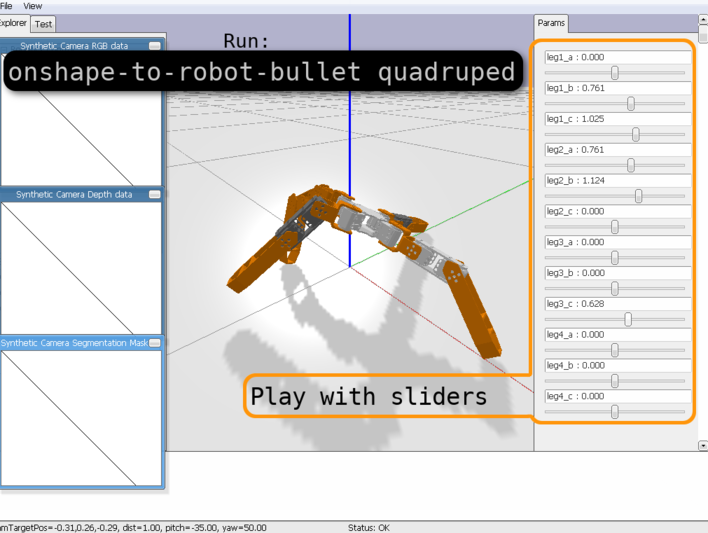 File View
Explorer Test
Params
Synthetic Camera RGB data
Run:
onshape-to-robot-bullet quadruped
leg1_a : 0.000
leg1_b : 0.761
leg1_c : 1.025
leg2_a : 0.761
leg2_b : 1.124
leg2_c : 0.000
leg3_a : 0.000
leg3_b : 0.000
leg3_c : 0.628
leg4_a : 0.000
leg4_b : 0.000
leg4_c : 0.000
Synthetic Camera Depth data
Synthetic Camera Segmentation Mask
Play with sliders
amTargetPos=-0.31,0.26,-0.29, dist=1.00, pitch=-35.00, yaw=50.00
Status: OK